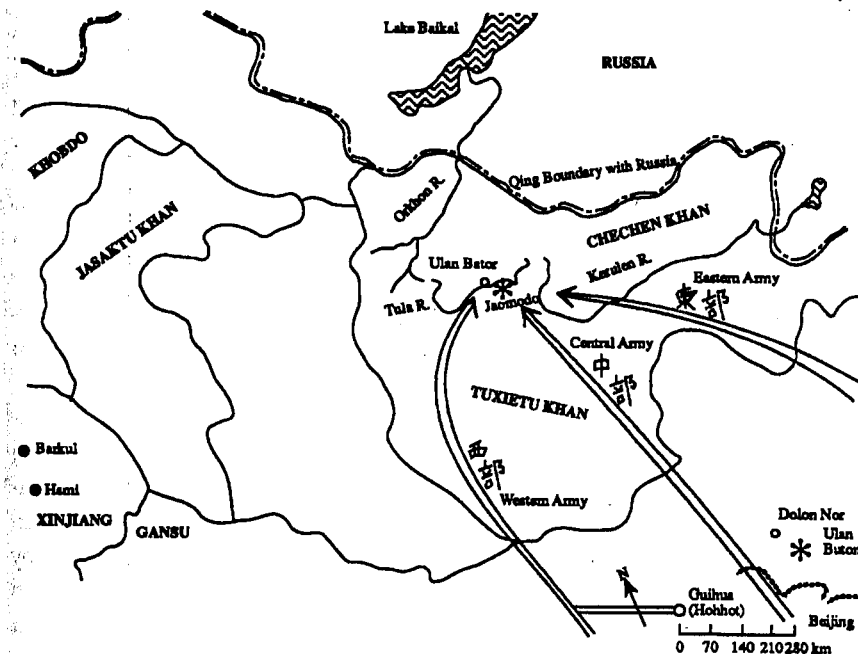 Lake Baikal
RUSSIA
KHOBDO
Qing Boundary with Russia
Orkhon R.
JASAKTU KHAN
CHECHEN KHAN
Ulan Bator
Kerulen R.
Eastern Army
東部
Tula R.
Jaomodo
Central Army
中部
TUXIETU KHAN
Barkul
西部
Hami
Western Army
XINJIANG
GANSU
Dolon Nor
Ulan
Buton
N
Guihua
(Hohhot)
Beijing
0 70 140 210 280 km